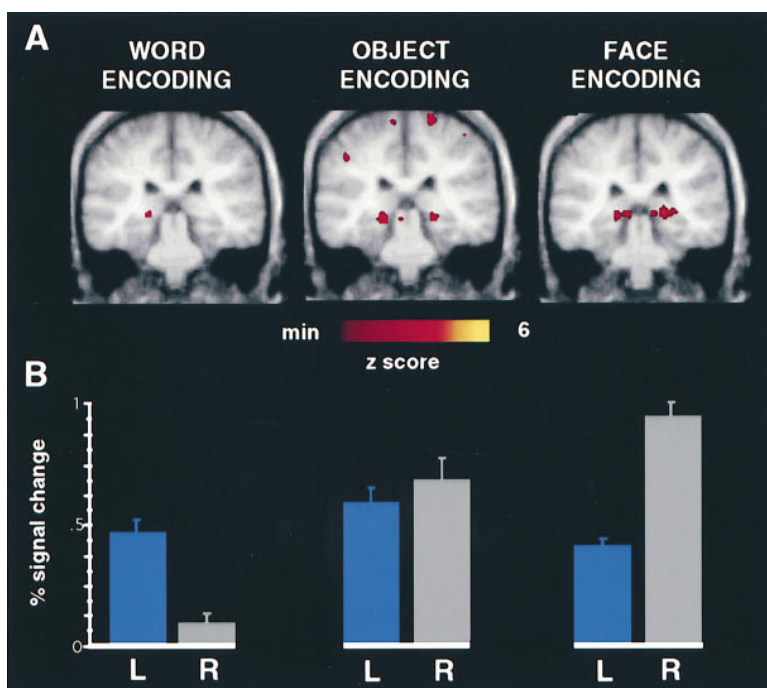 A
WORD
ENCODING
OBJECT
ENCODING
FACE
ENCODING
min
6
z score
B
% signal change
1
.5
0
L
R
L
R
L
R